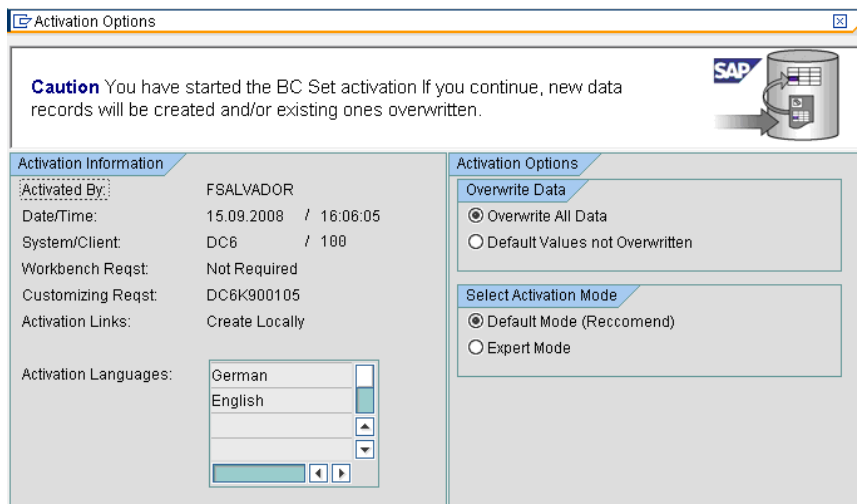 Activation Options
Caution You have started the BC Set activation If you continue, new data
records will be created and/or existing ones overwritten.
SAP
Activation Information
Activated By: FSALVADOR
Date/Time: 15.09.2008 / 16:06:05
System/Client: DC6 / 100
Workbench Reqst: Not Required
Customizing Reqst: DC6K900105
Activation Links: Create Locally
Activation Languages: German
English
Activation Options
Overwrite Data
Overwrite All Data
Default Values not Overwritten
Select Activation Mode
Default Mode (Reccomend)
Expert Mode